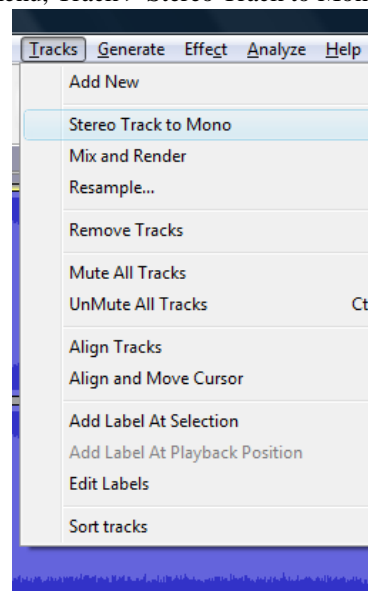 Tracks Generate Effect Analyze Help
Add New
Stereo Track to Mono
Mix and Render
Resample...
Remove Tracks
Mute All Tracks
UnMute All Tracks
Align Tracks
Align and Move Cursor
Add Label At Selection
Add Label At Playback Position
Edit Labels
Sort tracks